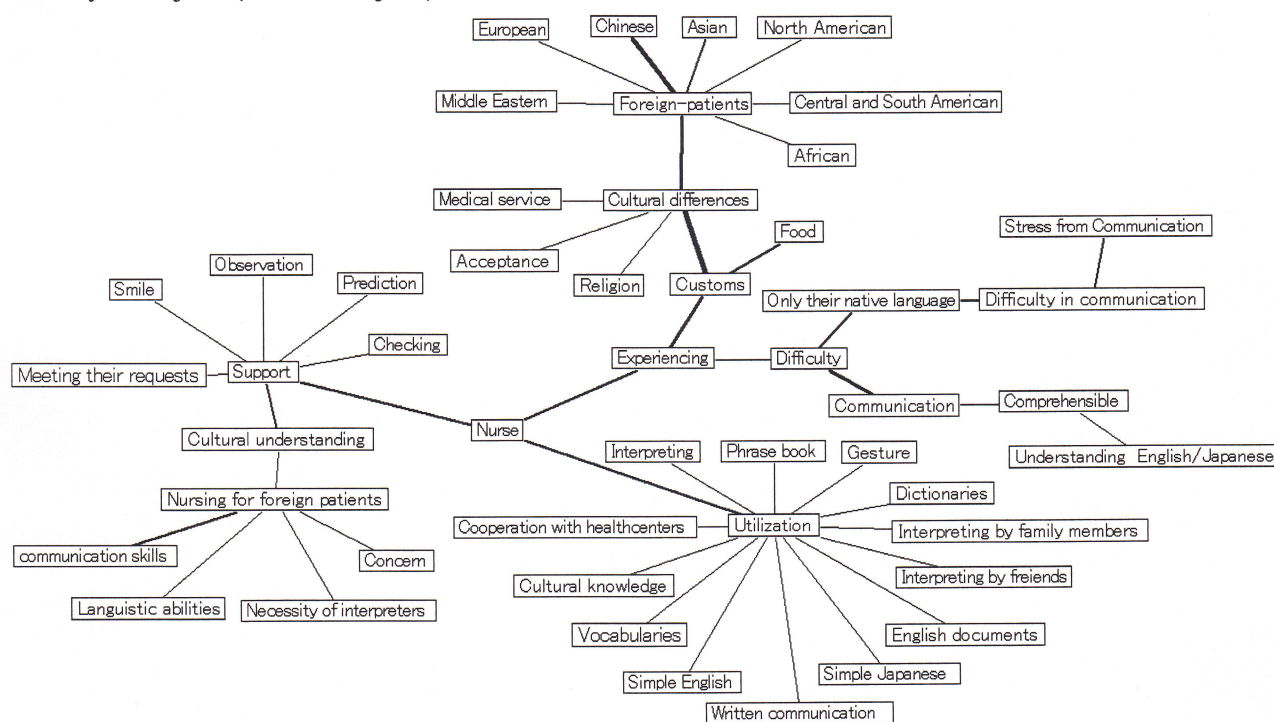 European
Chinese
Asian
North American
Middle Eastern
Foreign-patients
Central and South American
African
Medical service
Cultural differences
Acceptance
Religion
Food
Customs
Stress from Communication
Only their native language
Difficulty in communication
Observation
Smile
Prediction
Checking
Meeting their requests
Support
Experiencing
Difficulty
Communication
Comprehensible
Understanding English/Japanese
Nurse
Cultural understanding
Nursing for foreign patients
communication skills
Concern
Languistic abilities
Necessity of interpreters
Interpreting
Phrase book
Gesture
Dictionaries
Cooperation with healthcenters
Utilization
Interpreting by family members
Cultural knowledge
Interpreting by freiends
Vocabularies
English documents
Simple English
Simple Japanese
Written communication